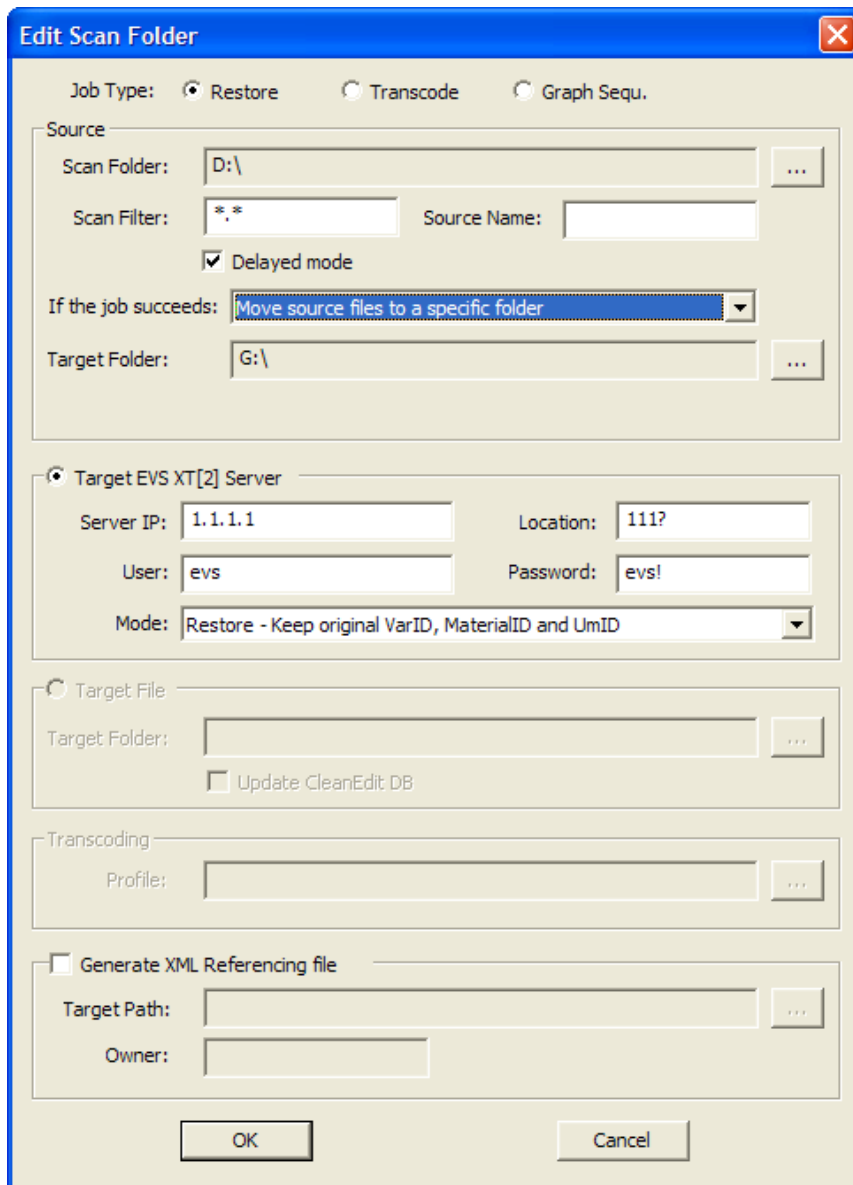 Edit Scan Folder
Job Type: Restore Transcode Graph Sequ.
Source
Scan Folder: D:\ ...
Scan Filter: *.* Source Name:
Delayed mode
If the job succeeds: Move source files to a specific folder
Target Folder: G:\ ...
Target EVS XT[2] Server
Server IP: 1.1.1.1 Location: 111?
User: evs Password: evs!
Mode: Restore - Keep original VarID, MaterialID and UmID
Target File
Target Folder: ...
Update CleanEdit DB
Transcoding
Profile: ...
Generate XML Referencing file
Target Path: ...
Owner:
OK Cancel